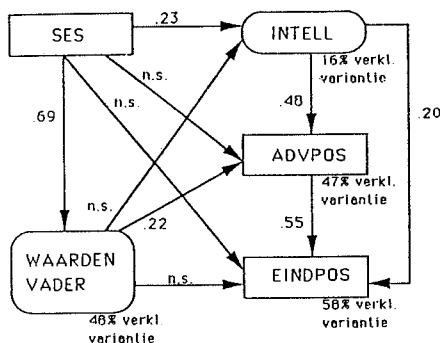 SES
.23
INTELL
16% verkl.
variantie
n.s.
n.s.
.48
.20
.69
ADVPOS
47% verkl.
variantie
n.s.
.22
.55
WAARDEN
VADER
n.s.
EINDPOS
48% verkl.
variantie
58% verkl.
variantie